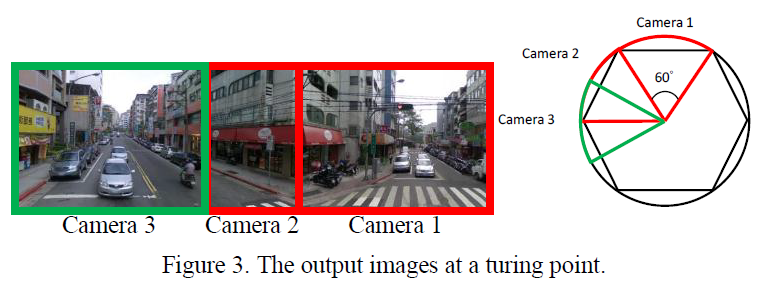 Camera 1
Camera 2
60°
Camera 3
Camera 3
Camera 2
Camera 1
Figure 3. The output images at a turing point.